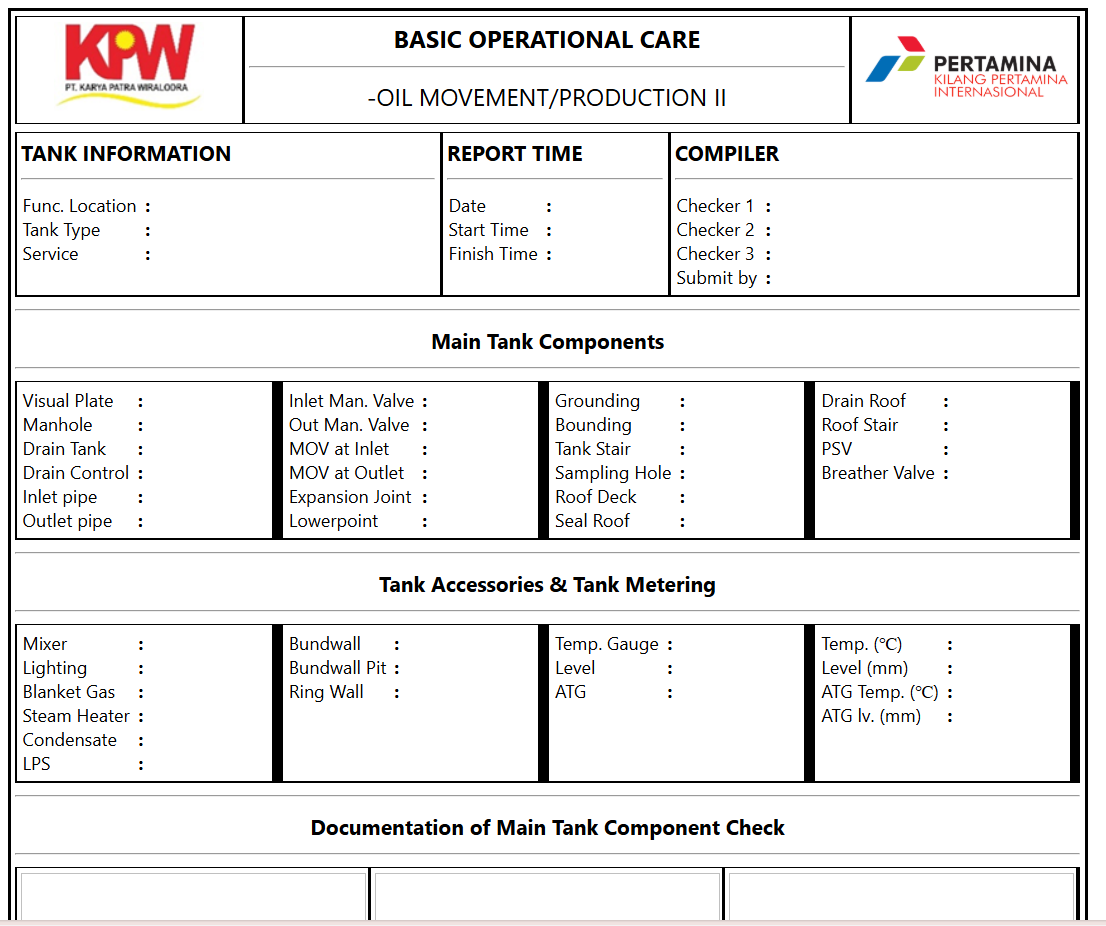 KPW
PT. KARYA PATRA WIRALODRA
BASIC OPERATIONAL CARE
-OIL MOVEMENT/PRODUCTION II
PERTAMINA
KILANG PERTAMINA
INTERNASIONAL
TANK INFORMATION
Func. Location :
Tank Type :
Service :
REPORT TIME
Date :
Start Time :
Finish Time :
COMPILER
Checker 1 :
Checker 2 :
Checker 3 :
Submit by :
Main Tank Components
Visual Plate :
Manhole :
Drain Tank :
Drain Control :
Inlet pipe :
Outlet pipe :
Inlet Man. Valve :
Out Man. Valve :
MOV at Inlet :
MOV at Outlet :
Expansion Joint :
Lowerpoint :
Grounding :
Bounding :
Tank Stair :
Sampling Hole :
Roof Deck :
Seal Roof :
Drain Roof :
Roof Stair :
PSV :
Breather Valve :
Tank Accessories & Tank Metering
Mixer :
Lighting :
Blanket Gas :
Steam Heater :
Condensate :
LPS :
Bundwall :
Bundwall Pit :
Ring Wall :
Temp. Gauge :
Level :
ATG :
Temp. (℃) :
Level (mm) :
ATG Temp. (℃) :
ATG lv. (mm) :
Documentation of Main Tank Component Check